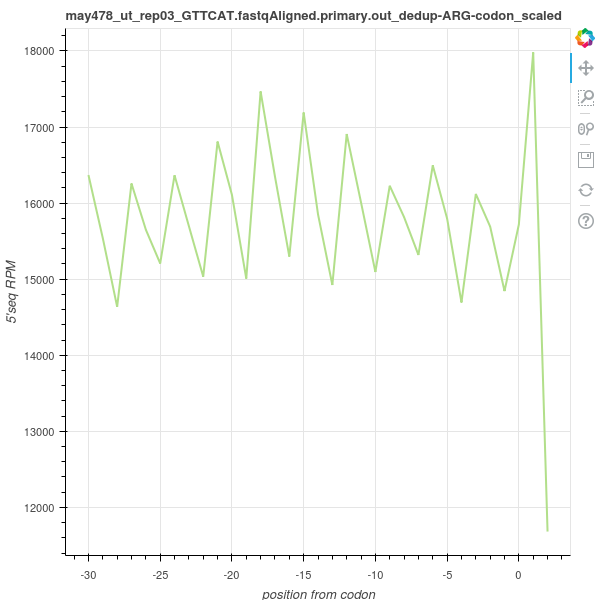 may478_ut_rep03_GTTCAT.fastqAligned.primary.out_dedup-ARG-codon_scaled
18000
17000
16000
15000
14000
13000
12000
5'seq RPM
-30 -25 -20 -15 -10 -5 0
position from codon